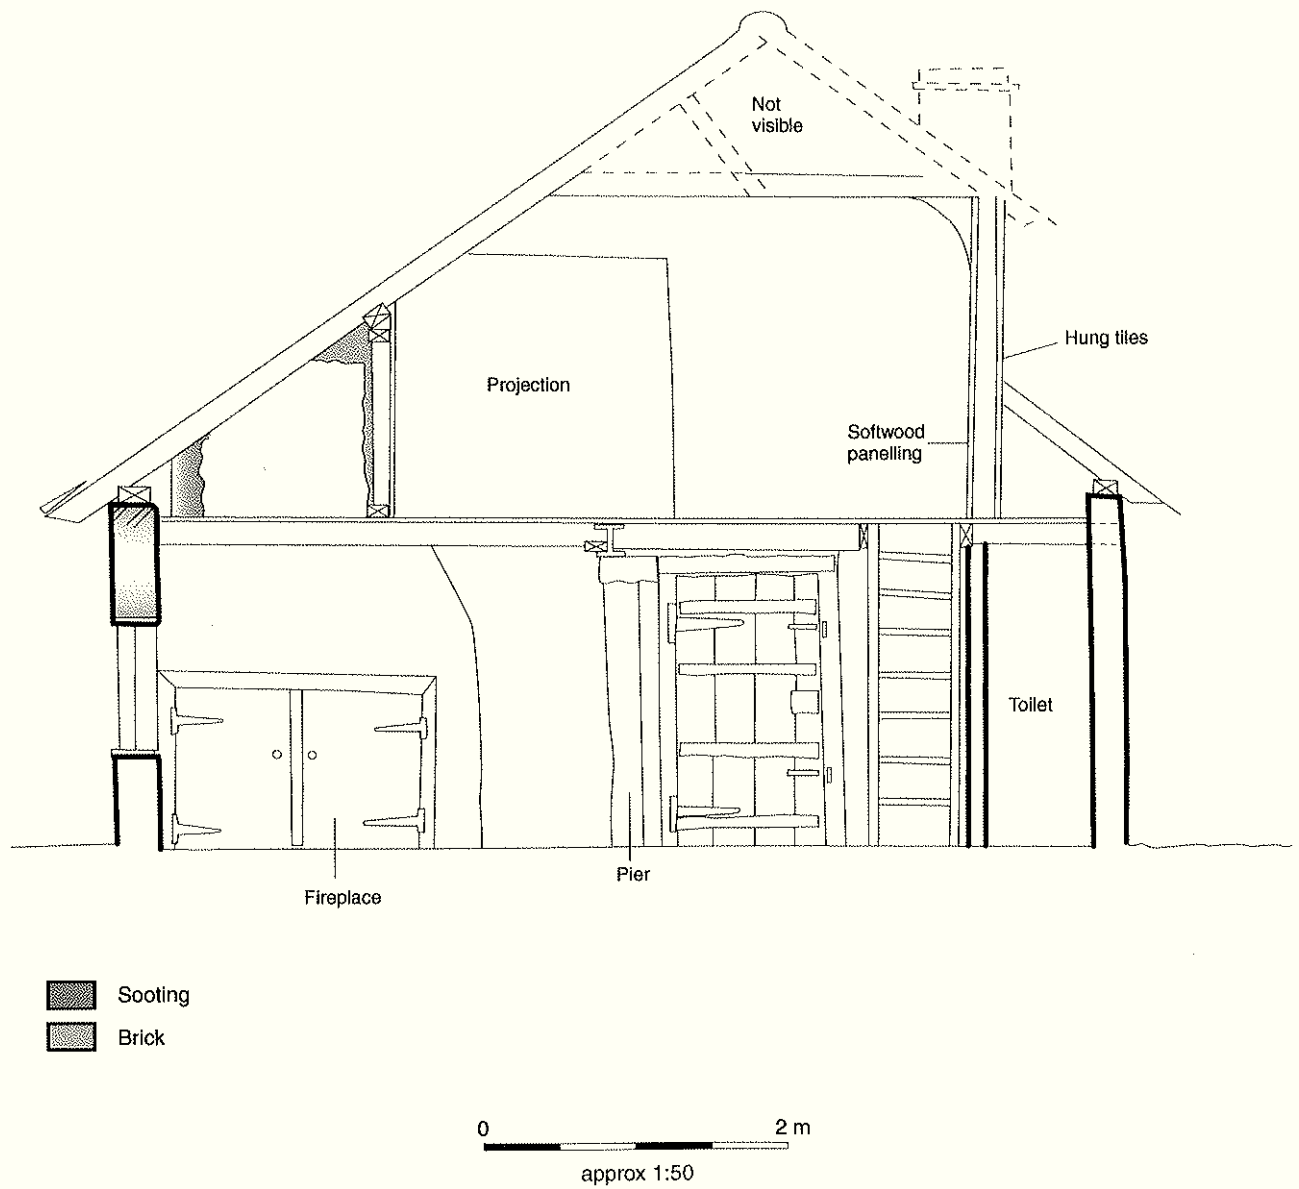 Not
visible
Hung tiles
Projection
Softwood
panelling
Toilet
Pier
Fireplace
Sooting
Brick
0 2 m
approx 1:50